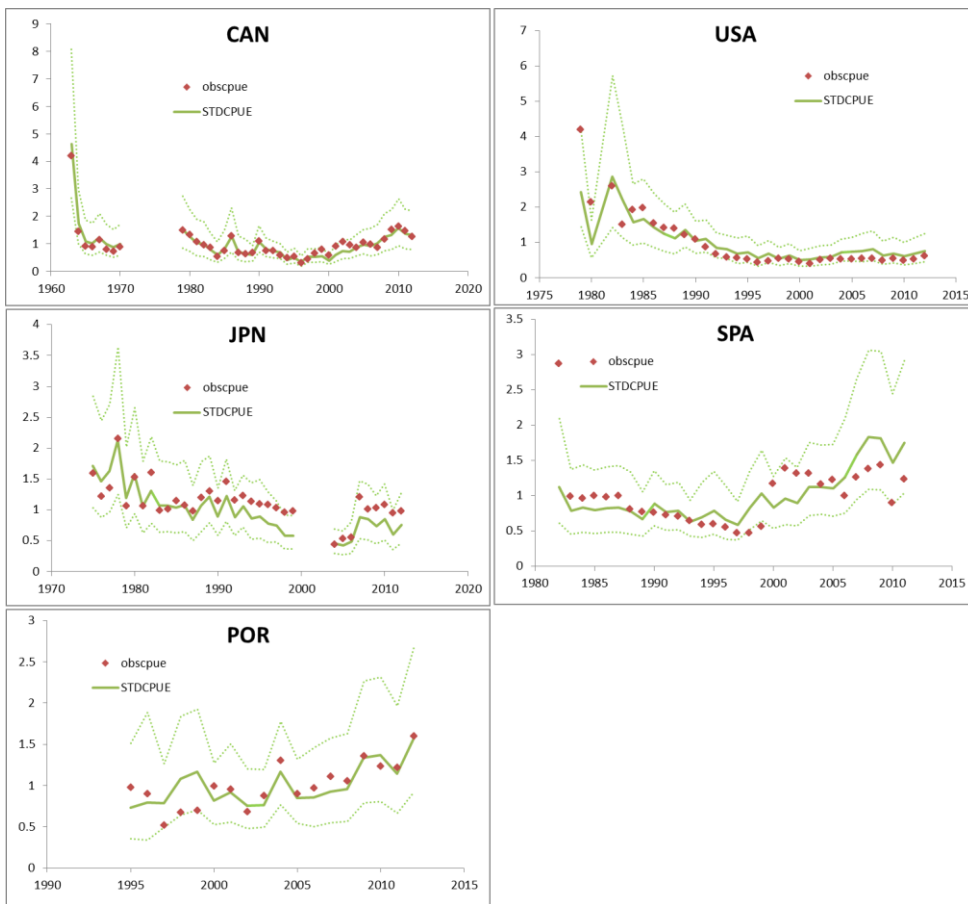 CAN
obscpue
STDCPUE
9
8
7
6
5
4
3
2
1
0
1960 1970 1980 1990 2000 2010 2020
USA
obscpue
STDCPUE
7
6
5
4
3
2
1
0
1975 1980 1985 1990 1995 2000 2005 2010 2015
JPN
obscpue
STDCPUE
4
3.5
3
2.5
2
1.5
1
0.5
0
1970 1980 1990 2000 2010 2020
SPA
obscpue
STDCPUE
3.5
3
2.5
2
1.5
1
0.5
0
1980 1985 1990 1995 2000 2005 2010 2015
POR
obscpue
STDCPUE
3
2.5
2
1.5
1
0.5
0
1990 1995 2000 2005 2010 2015